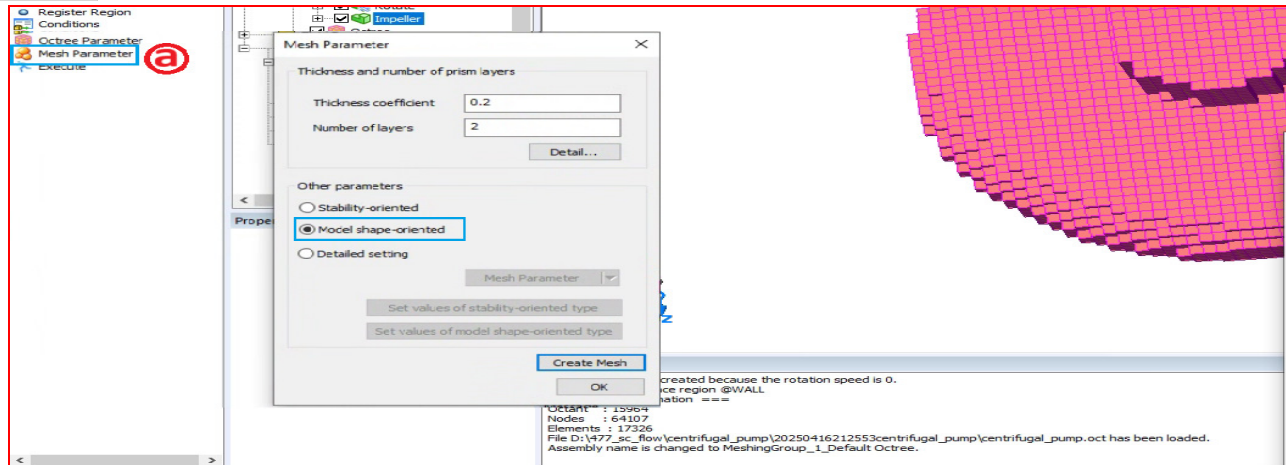 Register Region
Conditions
Octree Parameter
Mesh Parameter
Execute
a
Rotate
Impeller
Octree
Mesh Parameter
Thickness and number of prism layers
Thickness coefficient 0.2
Number of layers 2
Detail...
Other parameters
Stability-oriented
Model shape-oriented
Detailed setting
Mesh Parameter
Set values of stability-oriented type
Set values of model shape-oriented type
Create Mesh
OK
Prope
Z
created because the rotation speed is 0.
ce region @WALL
ation ===
Octant : 15964
Nodes : 64107
Elements : 17326
File D:\477_sc_flow\centrifugal_pump\20250416212553centrifugal_pump\centrifugal_pump.oct has been loaded.
Assembly name is changed to MeshingGroup_1_Default Octree.